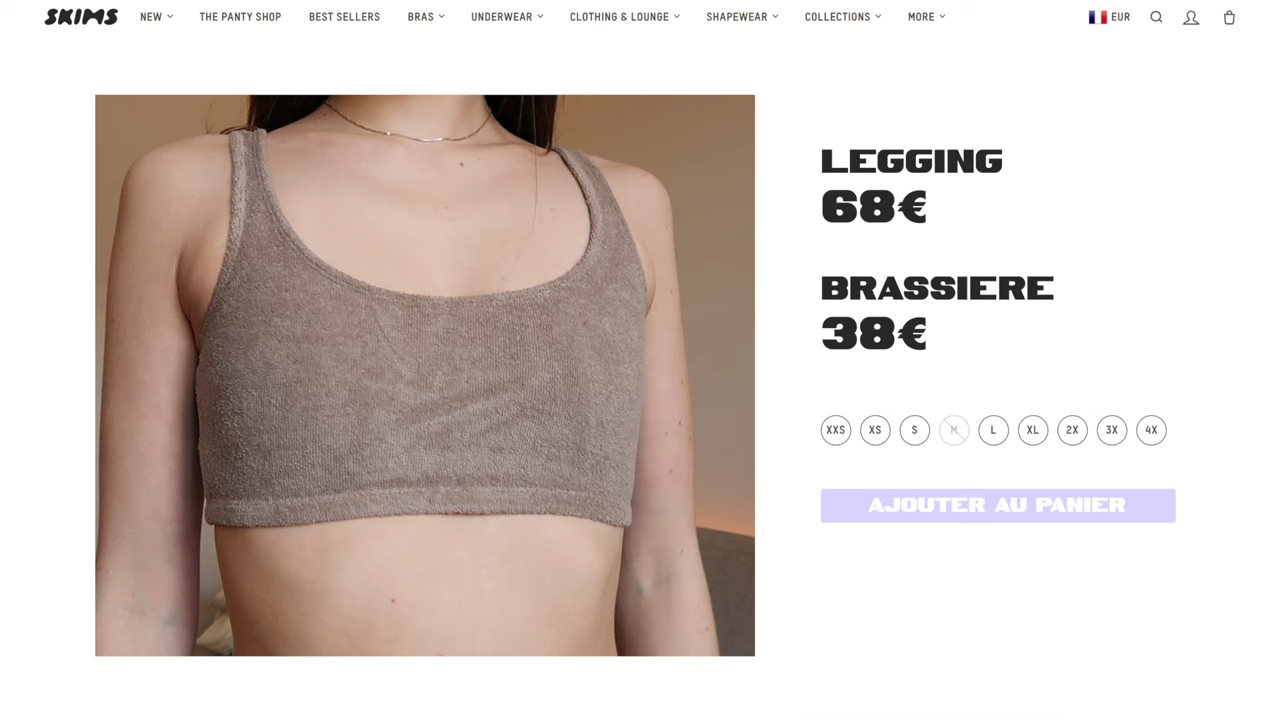 SKIMS NEW THE PANTY SHOP BEST SELLERS BRAS UNDERWEAR CLOTHING & LOUNGE SHAPEWEAR COLLECTIONS MORE EUR
LEGGING
68€
BRASSIERE
38€
XXS XS S M L XL 2X 3X 4X
AJOUTER AU PANIER